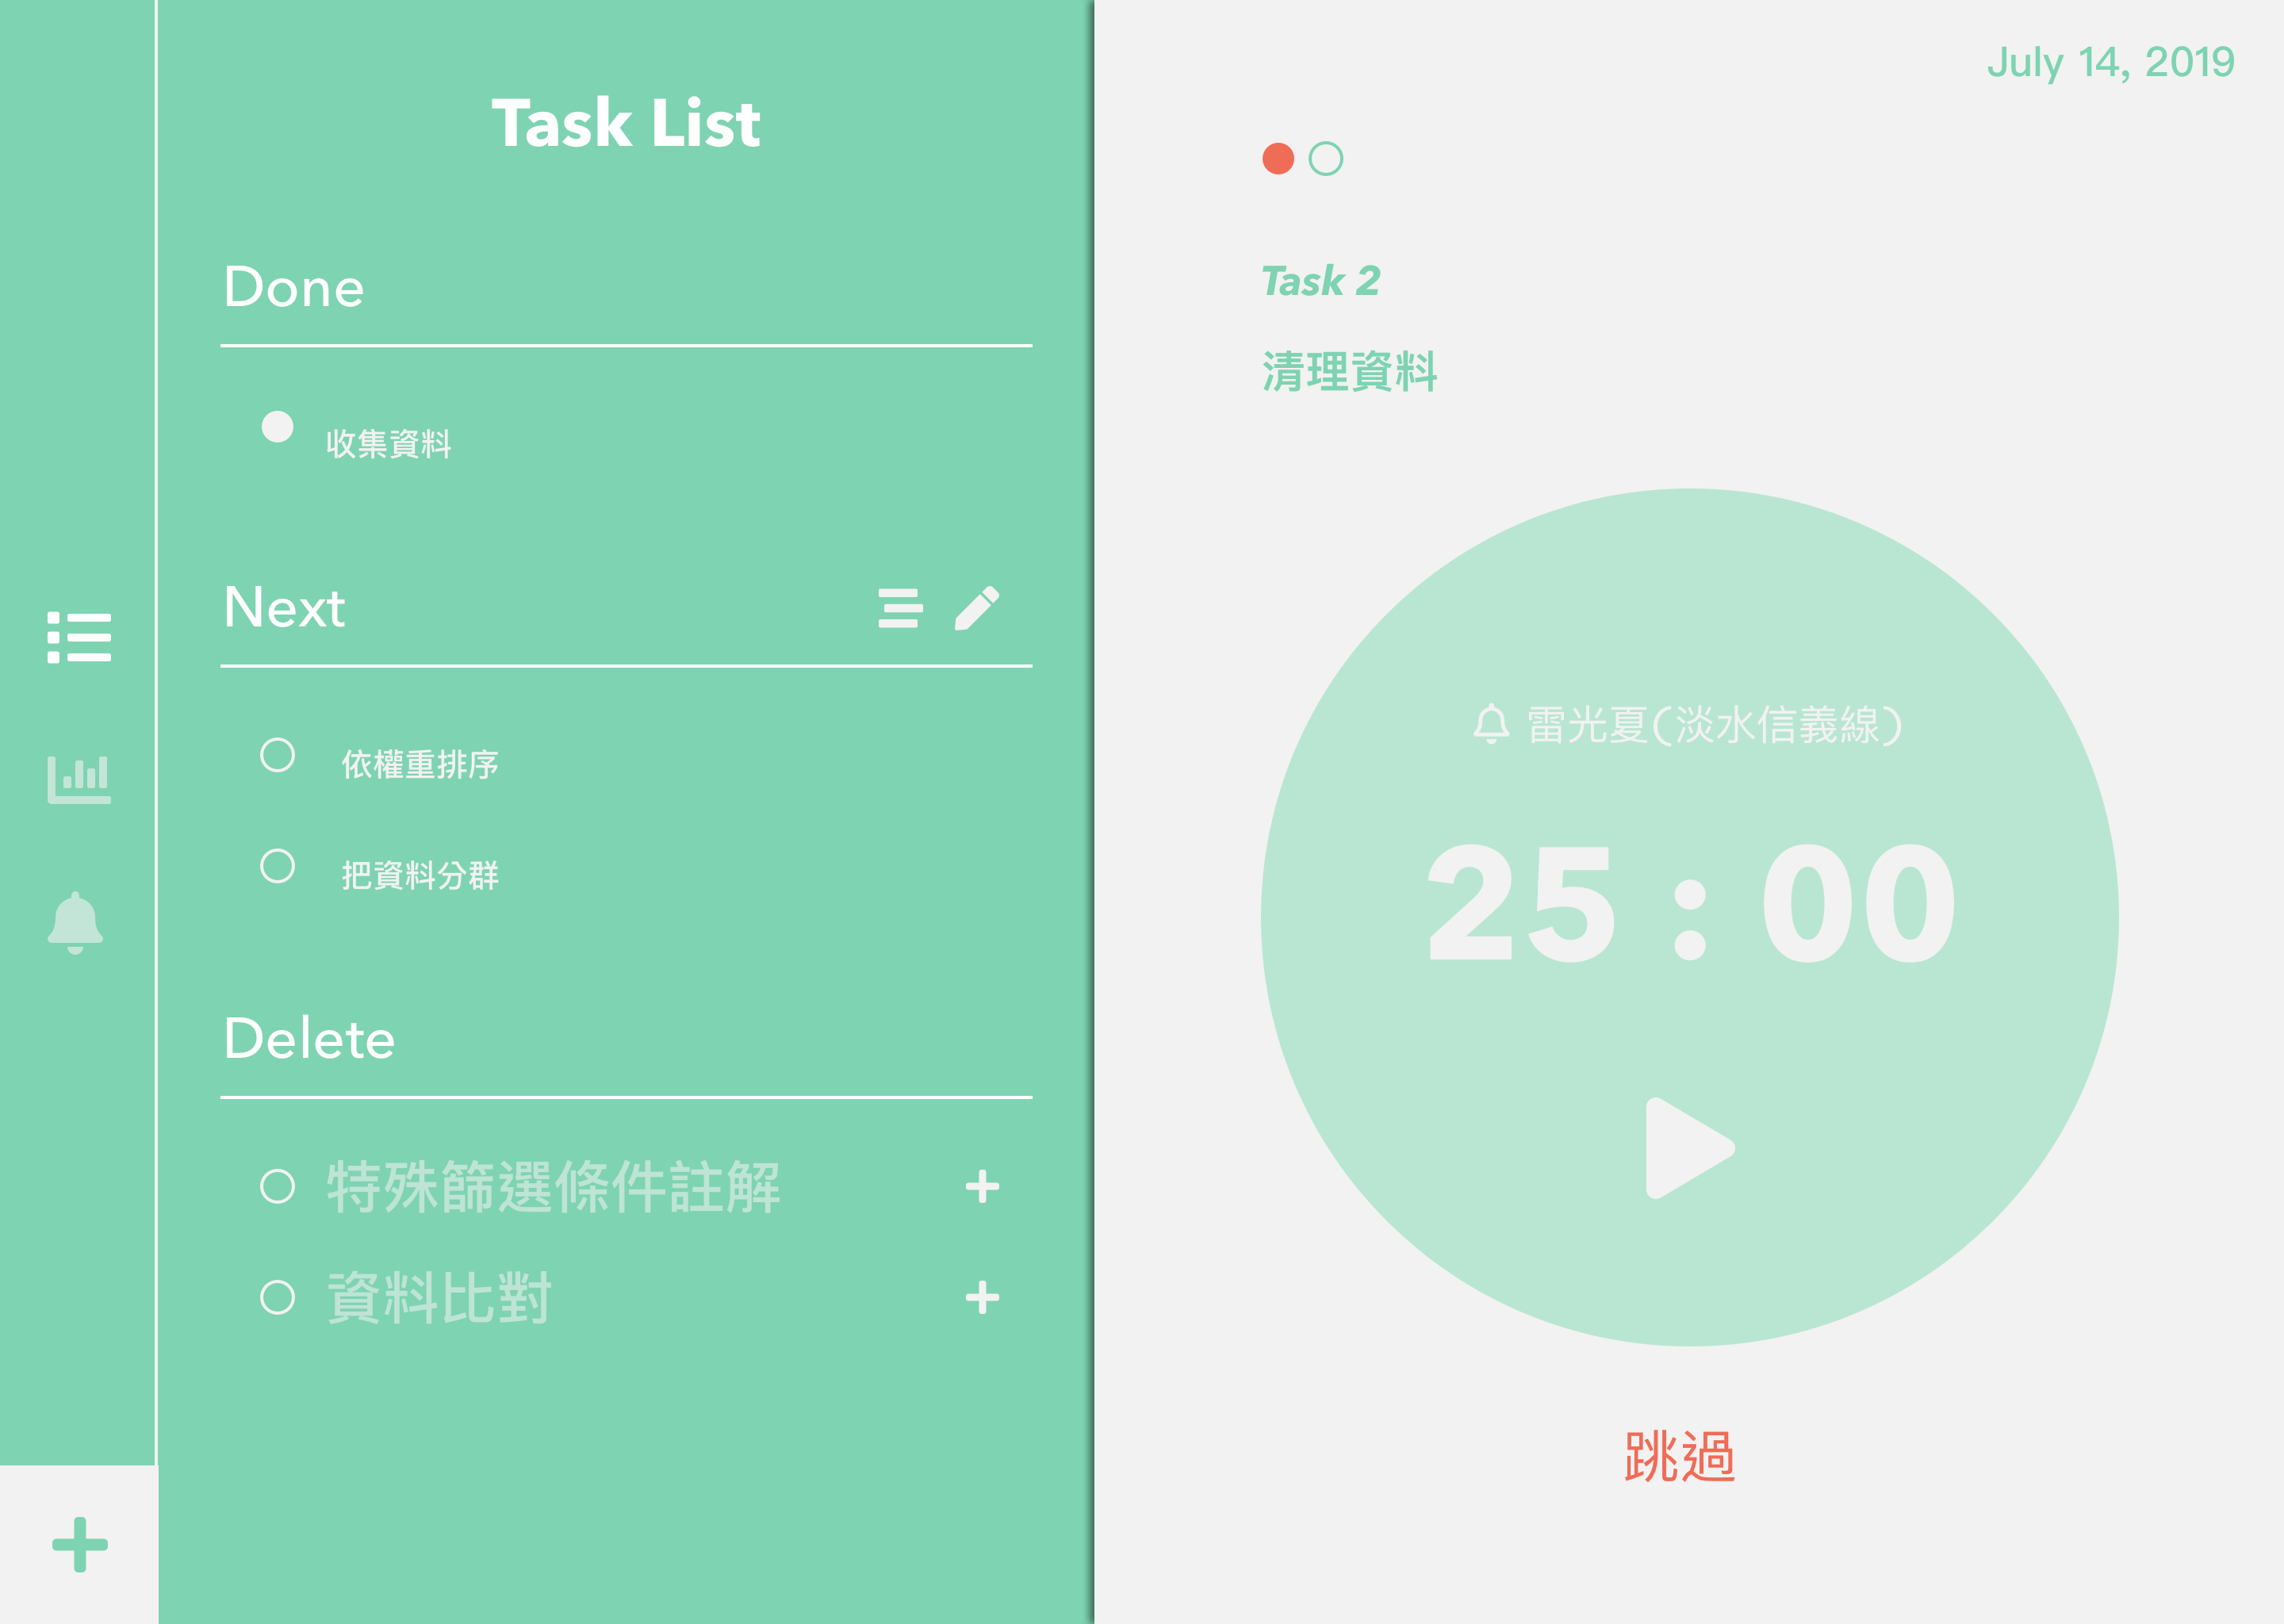 Task List
Done
收集資料
Next
依權重排序
把資料分群
Delete
特殊篩選條件註解
資料比對
July 14, 2019
Task 2
清理資料
雷光夏(淡水信義線)
25 : 00
跳過